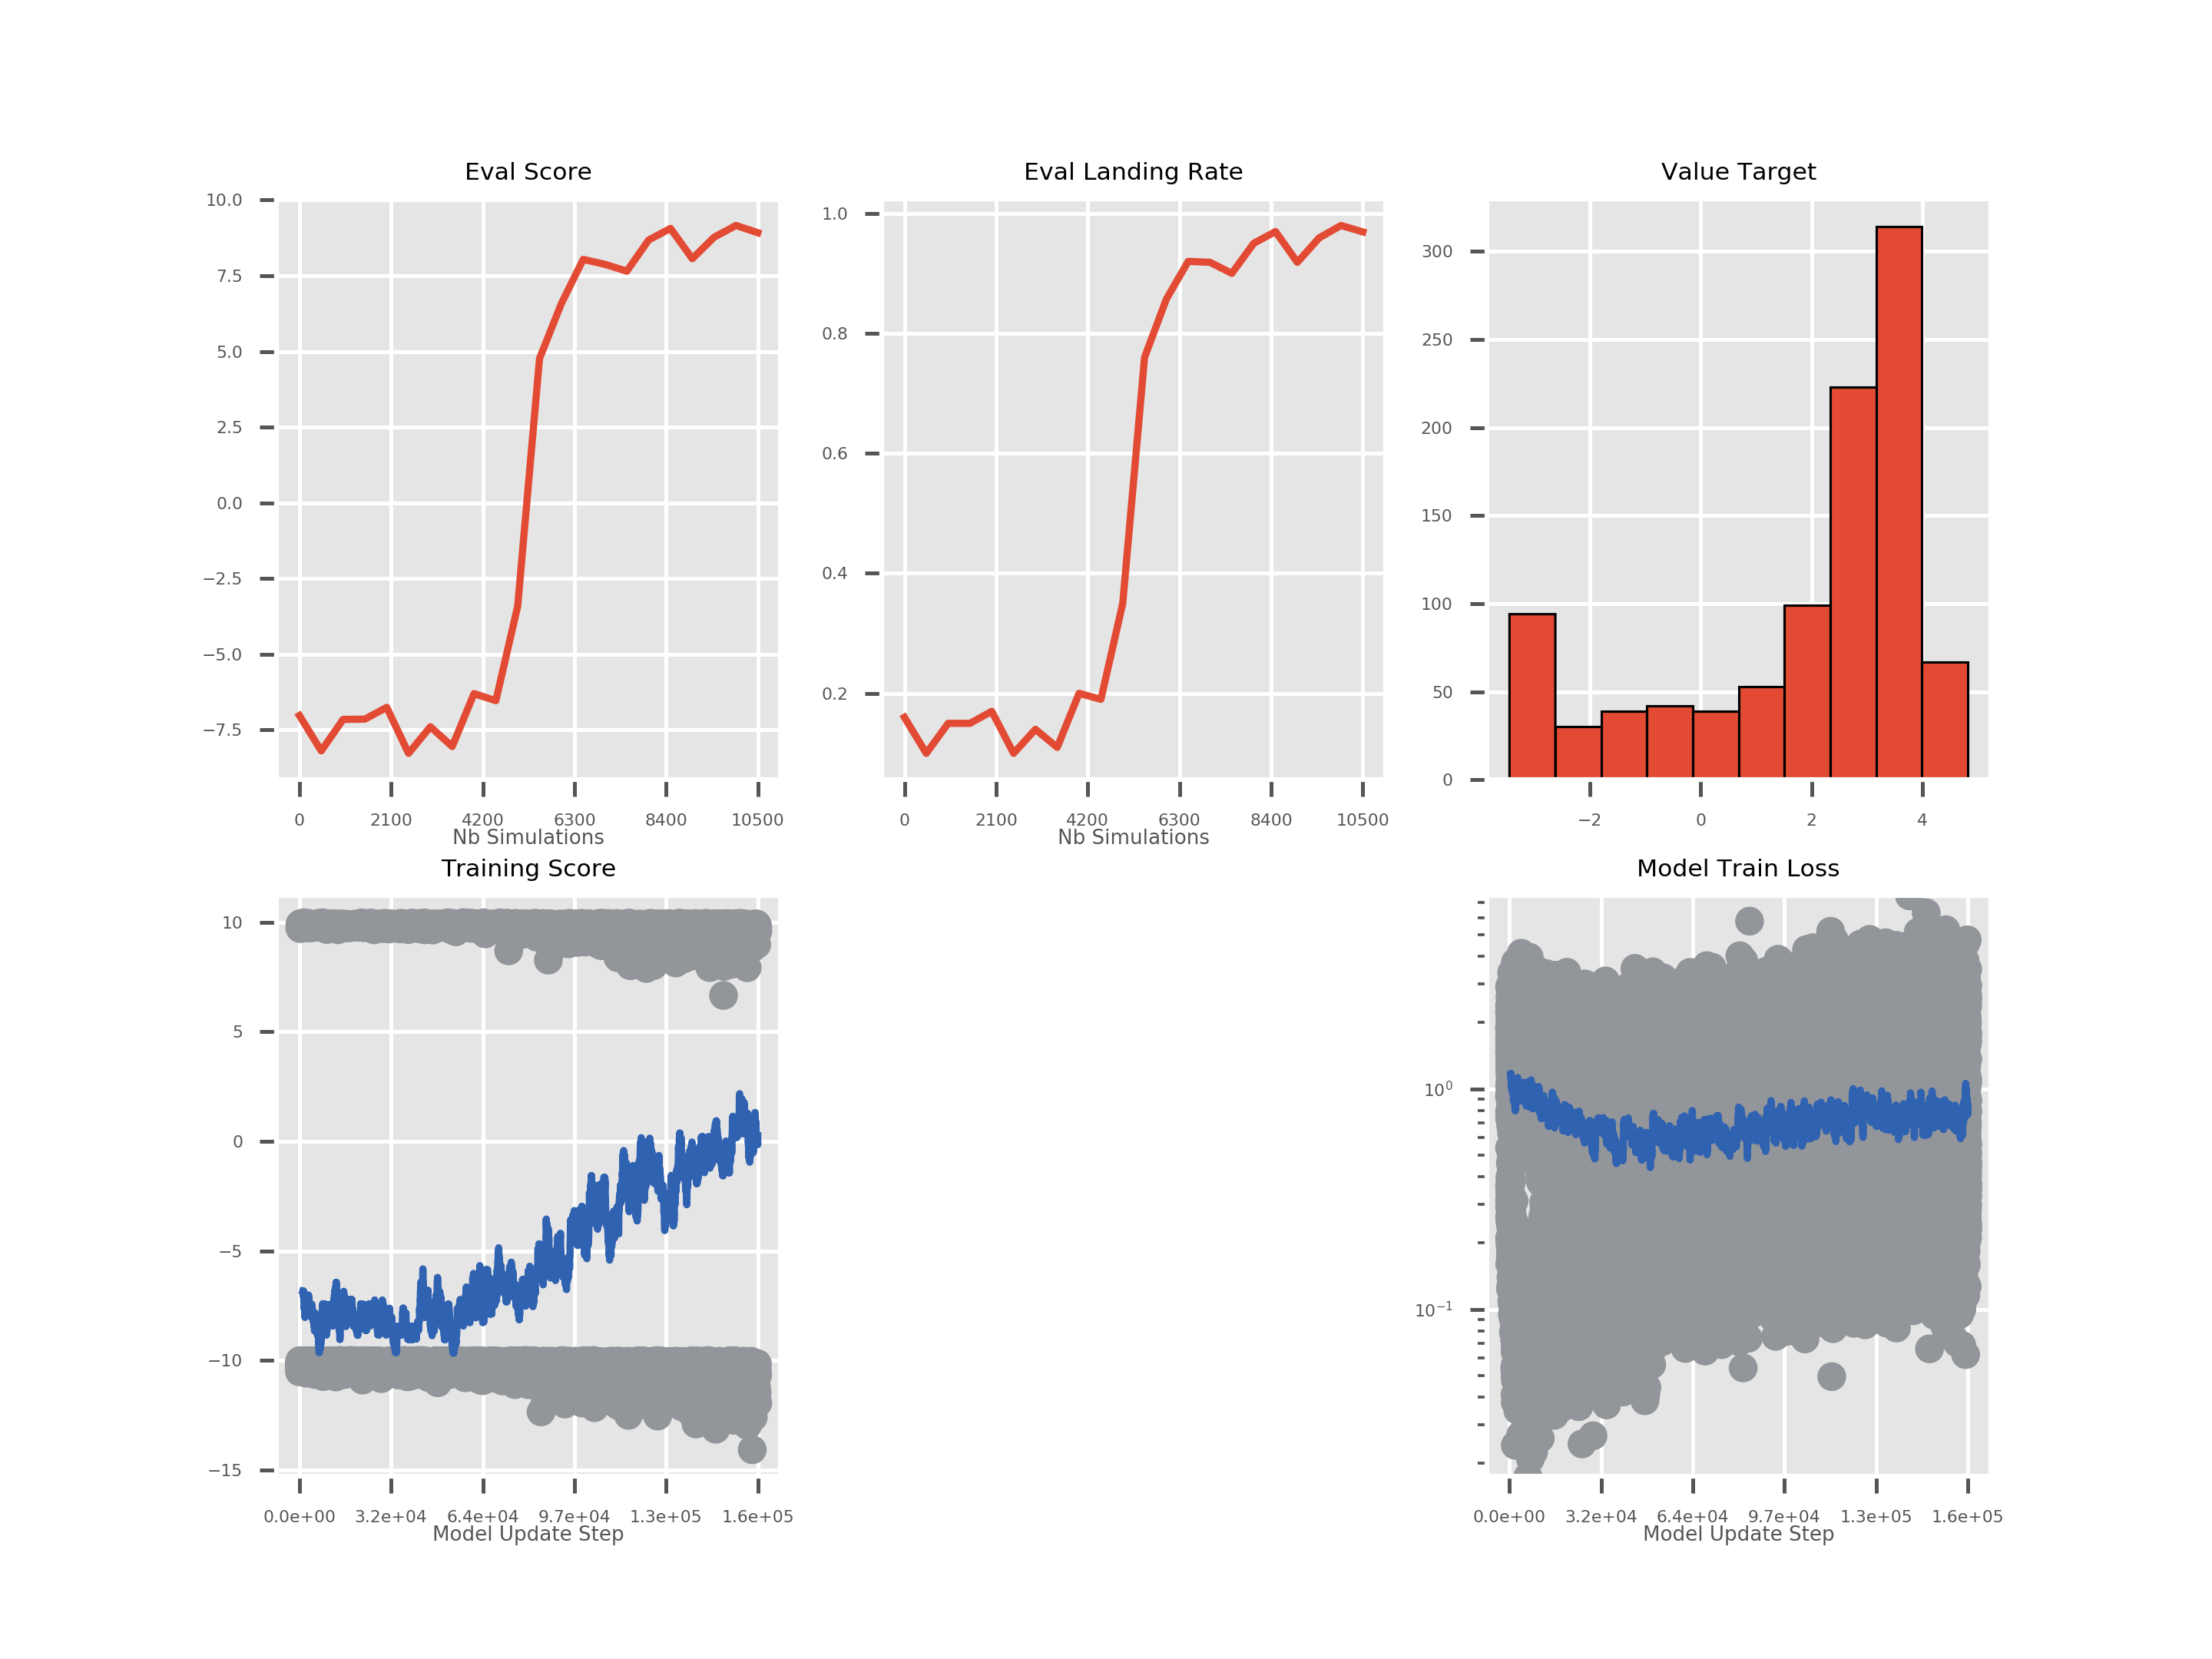 Eval Score
10.0
7.5
5.0
2.5
0.0
−2.5
−5.0
−7.5
0 2100 4200 6300 8400 10500
Nb Simulations
Eval Landing Rate
1.0
0.8
0.6
0.4
0.2
0 2100 4200 6300 8400 10500
Nb Simulations
Value Target
300
250
200
150
100
50
0
−2 0 2 4
Training Score
10
5
0
−5
−10
−15
0.0e+00 3.2e+04 6.4e+04 9.7e+04 1.3e+05 1.6e+05
Model Update Step
Model Train Loss
10⁰
10⁻¹
0.0e+00 3.2e+04 6.4e+04 9.7e+04 1.3e+05 1.6e+05
Model Update Step